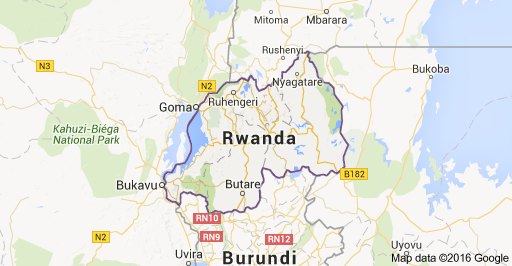 Mitoma
Mbarara
Rushenyi
N3
N2
Nyagatare
Bukoba
Goma
Ruhengeri
Kahuzi-Biéga
National Park
Rwanda
B182
Bukavu
Butare
RN10
N2
RN9
RN12
Uvira
Burundi
Uyovu
Map data ©2016 Google